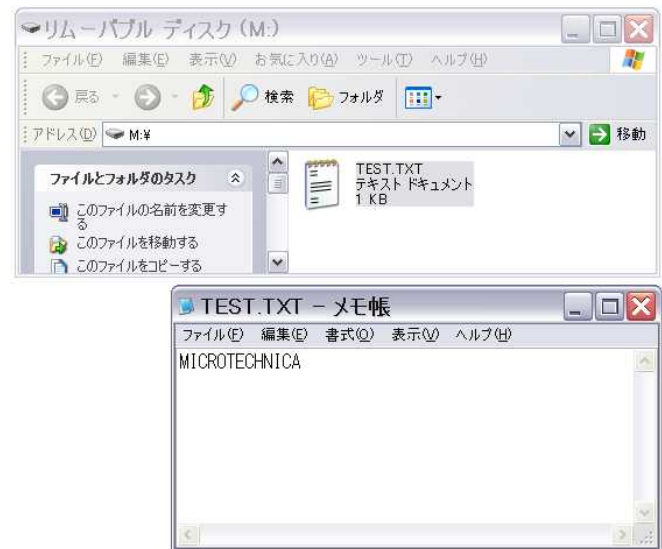 リムーバブル ディスク (M:)
ファイル(F) 編集(E) 表示(V) お気に入り(A) ツール(T) ヘルプ(H)
戻る 検索 フォルダ
アドレス(D) M:¥ 移動
ファイルとフォルダのタスク
このファイルの名前を変更す
る
このファイルを移動する
このファイルをコピーする
TEST.TXT
テキスト ドキュメント
1 KB
TEST.TXT - メモ帳
ファイル(F) 編集(E) 書式(O) 表示(V) ヘルプ(H)
MICROTECHNICA